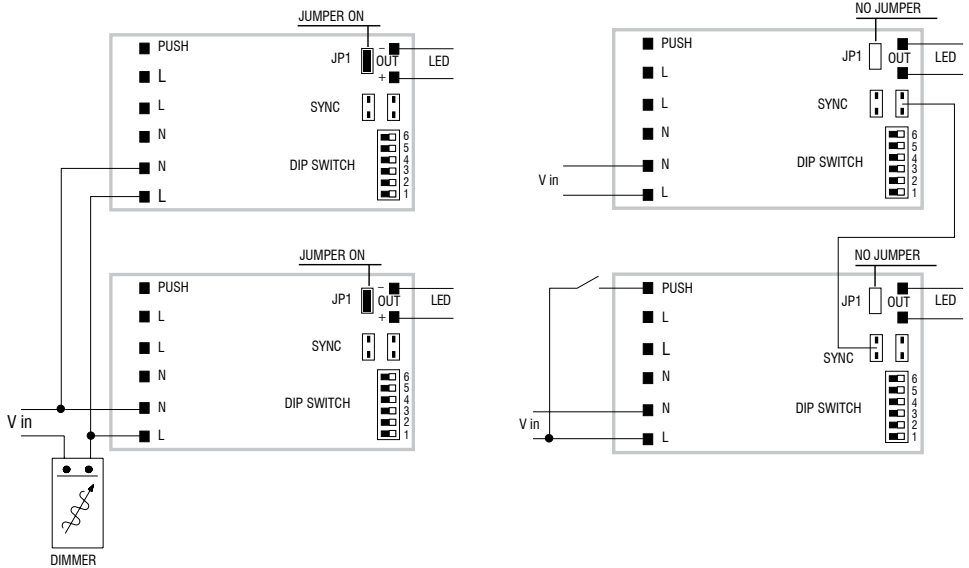 JUMPER ON
PUSH
JP1
-
OUT
LED
+
L
L
SYNC
N
DIP SWITCH
6
5
4
3
2
1
N
L
JUMPER ON
PUSH
JP1
-
OUT
LED
+
L
L
SYNC
N
DIP SWITCH
6
5
4
3
2
1
N
L
V in
DIMMER
NO JUMPER
PUSH
JP1
OUT
LED
L
L
SYNC
N
DIP SWITCH
6
5
4
3
2
1
N
L
V in
NO JUMPER
PUSH
JP1
OUT
LED
L
L
SYNC
N
DIP SWITCH
6
5
4
3
2
1
N
L
V in